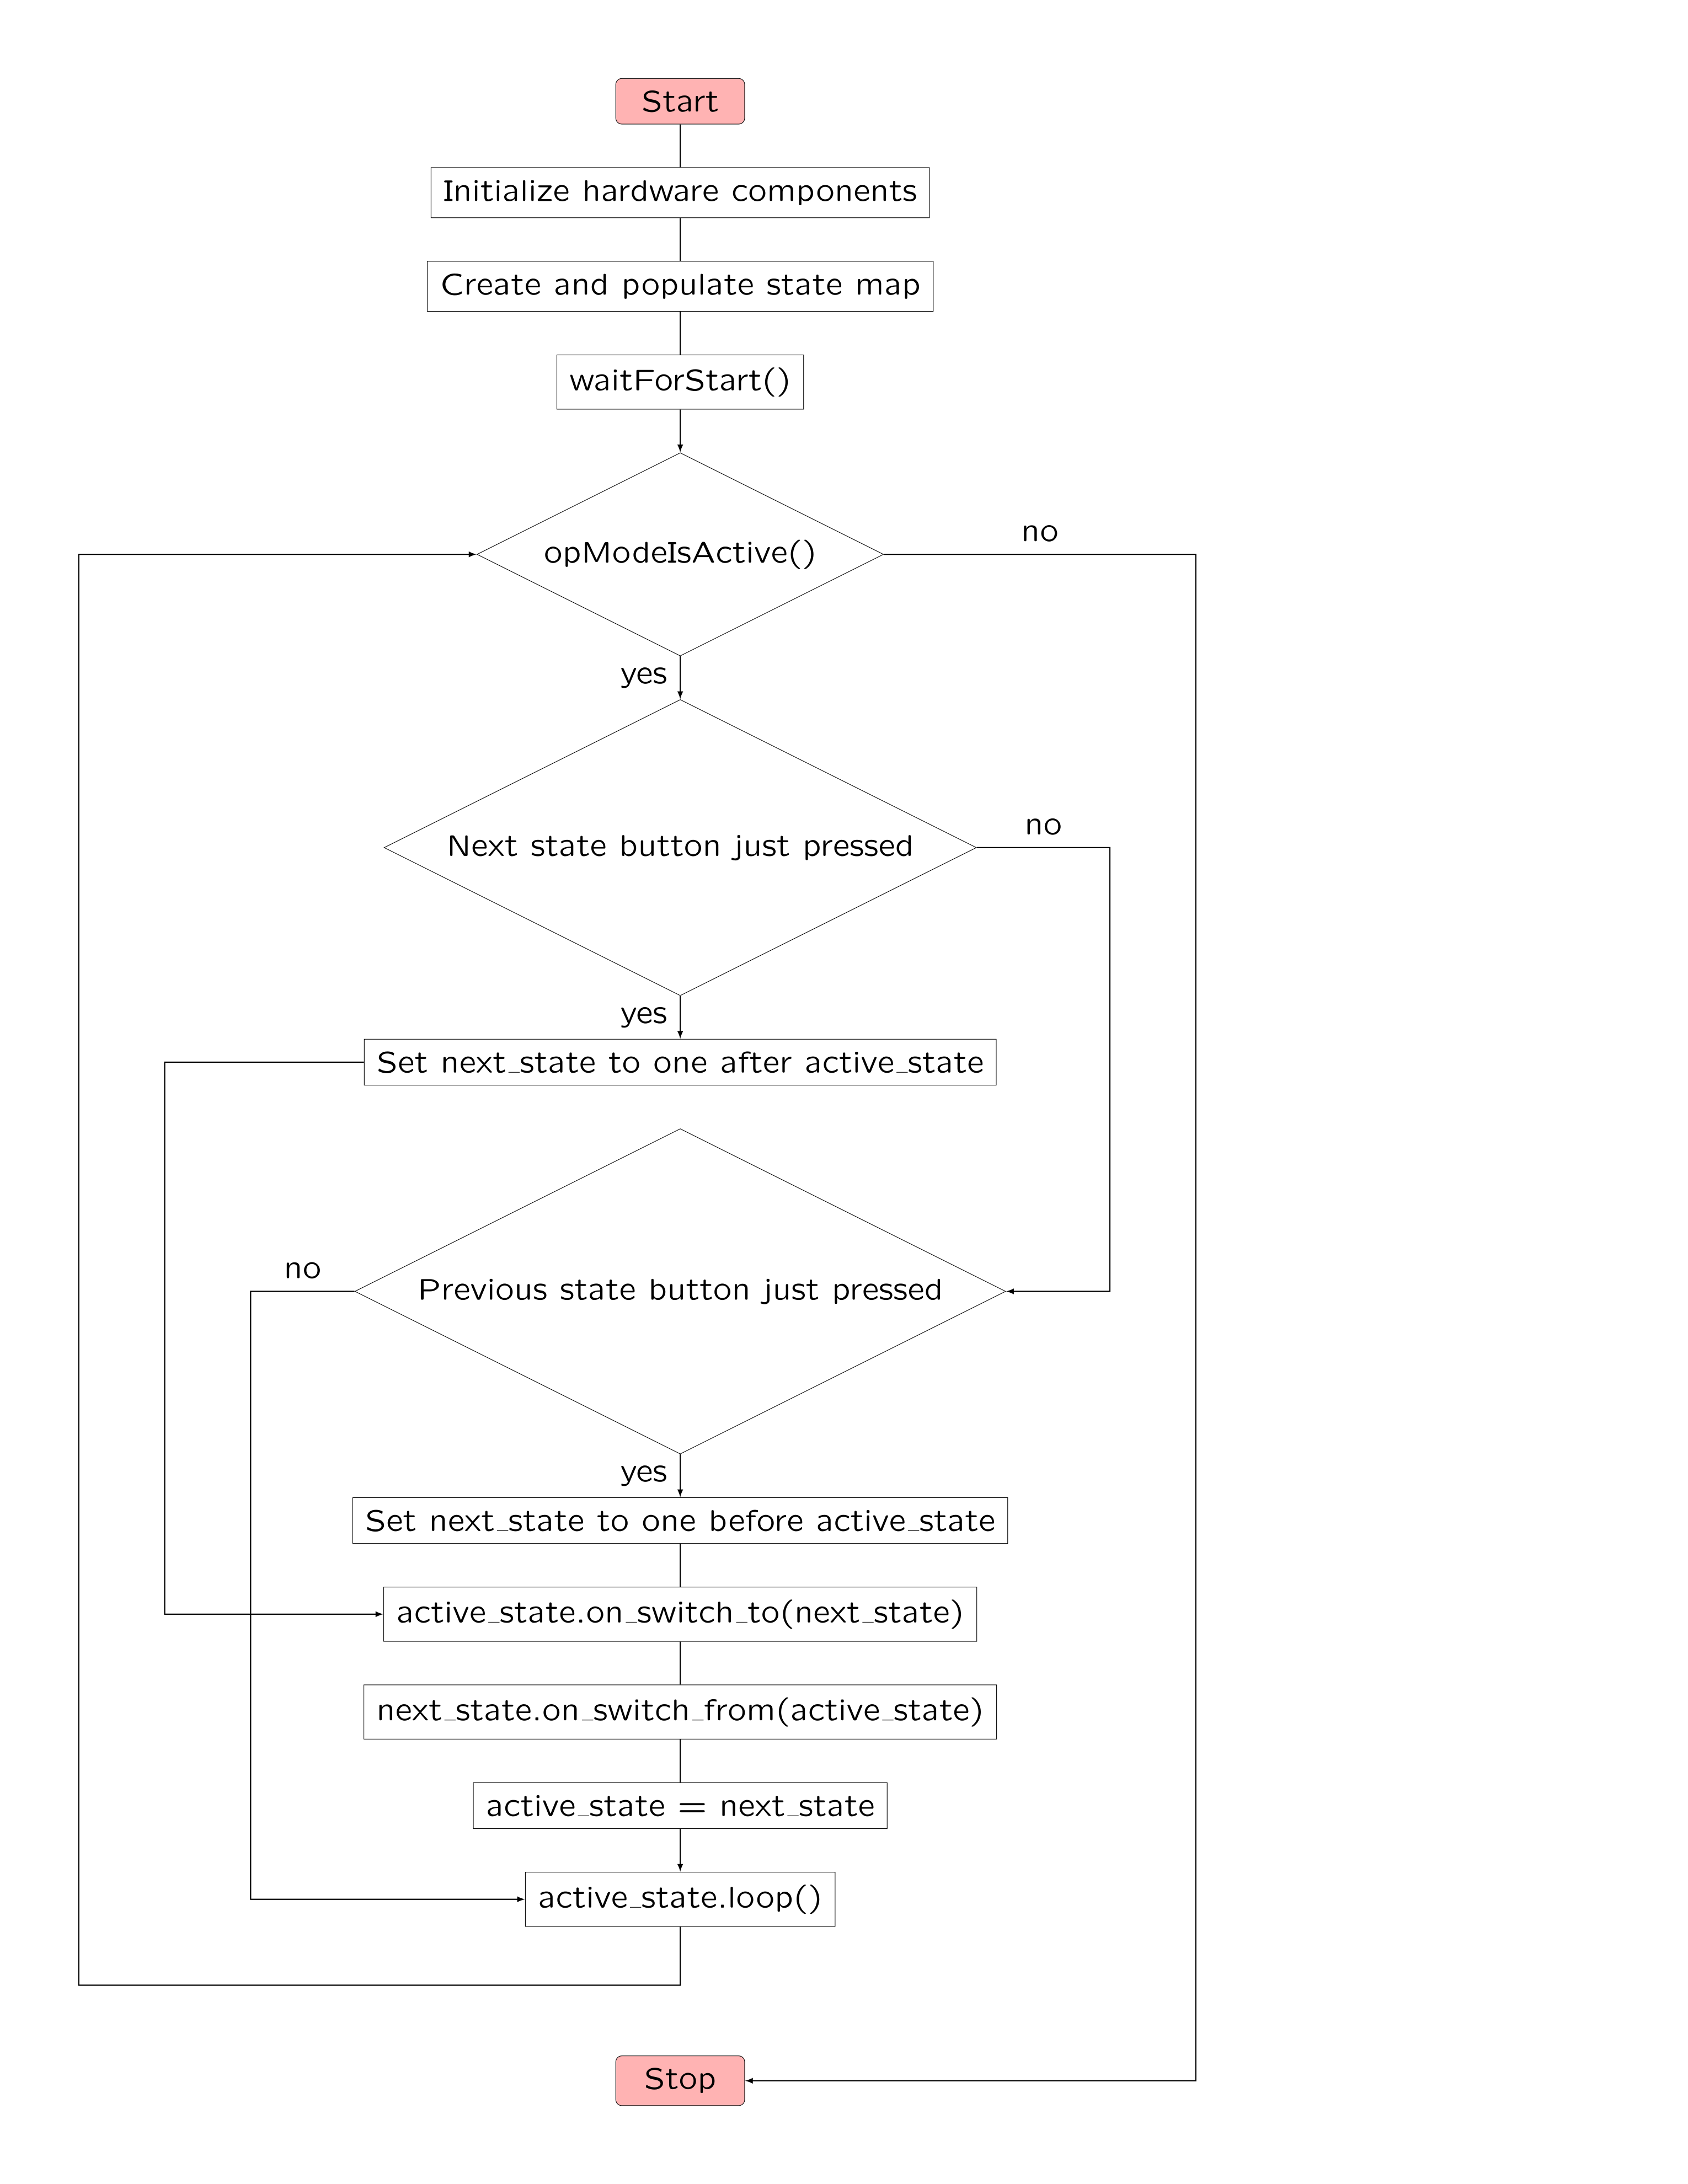 Start
Initialize hardware components
Create and populate state map
waitForStart()
opModeIsActive()
no
yes
Next state button just pressed
no
yes
Set next_state to one after active_state
no
Previous state button just pressed
yes
Set next_state to one before active_state
active_state.on_switch_to(next_state)
next_state.on_switch_from(active_state)
active_state = next_state
active_state.loop()
Stop